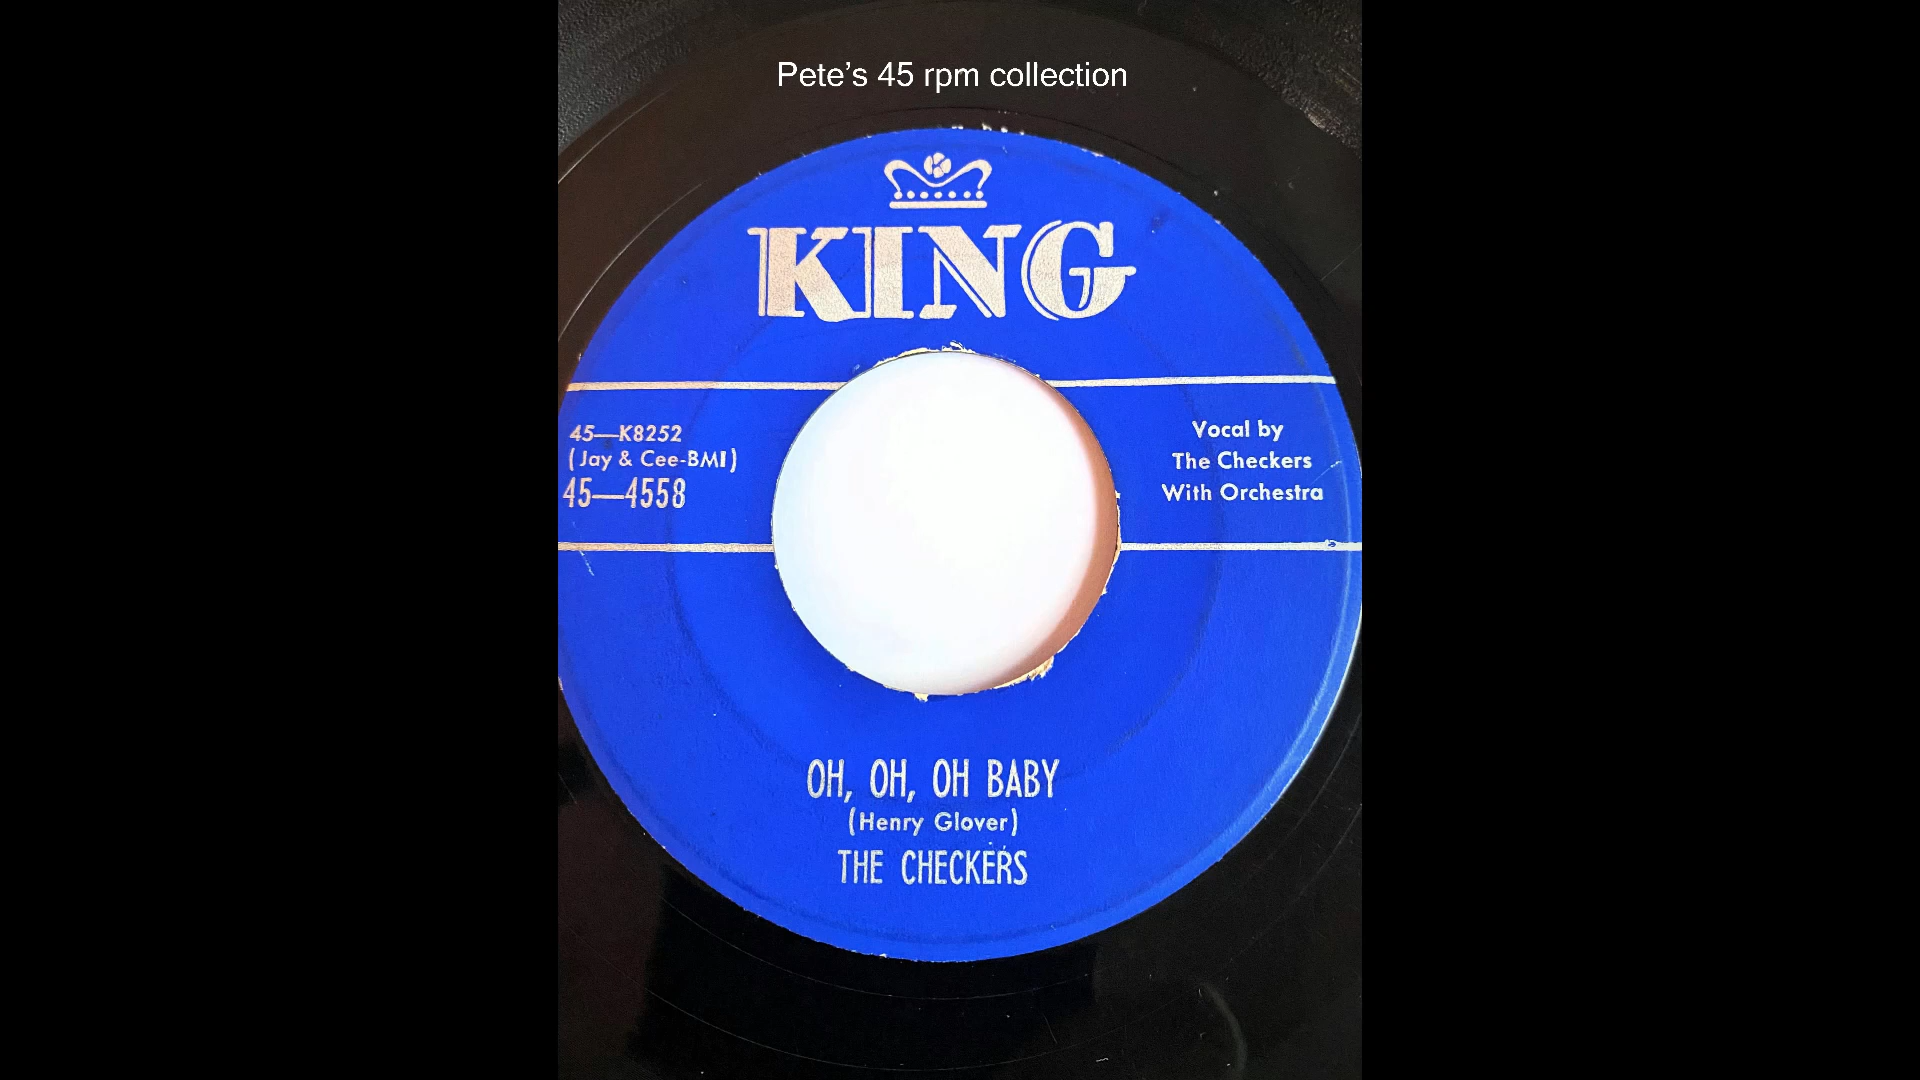 Pete’s 45 rpm collection
KING
45—K8252
(Jay & Cee-BMI)
45—4558
Vocal by
The Checkers
With Orchestra
OH, OH, OH BABY
(Henry Glover)
THE CHECKERS